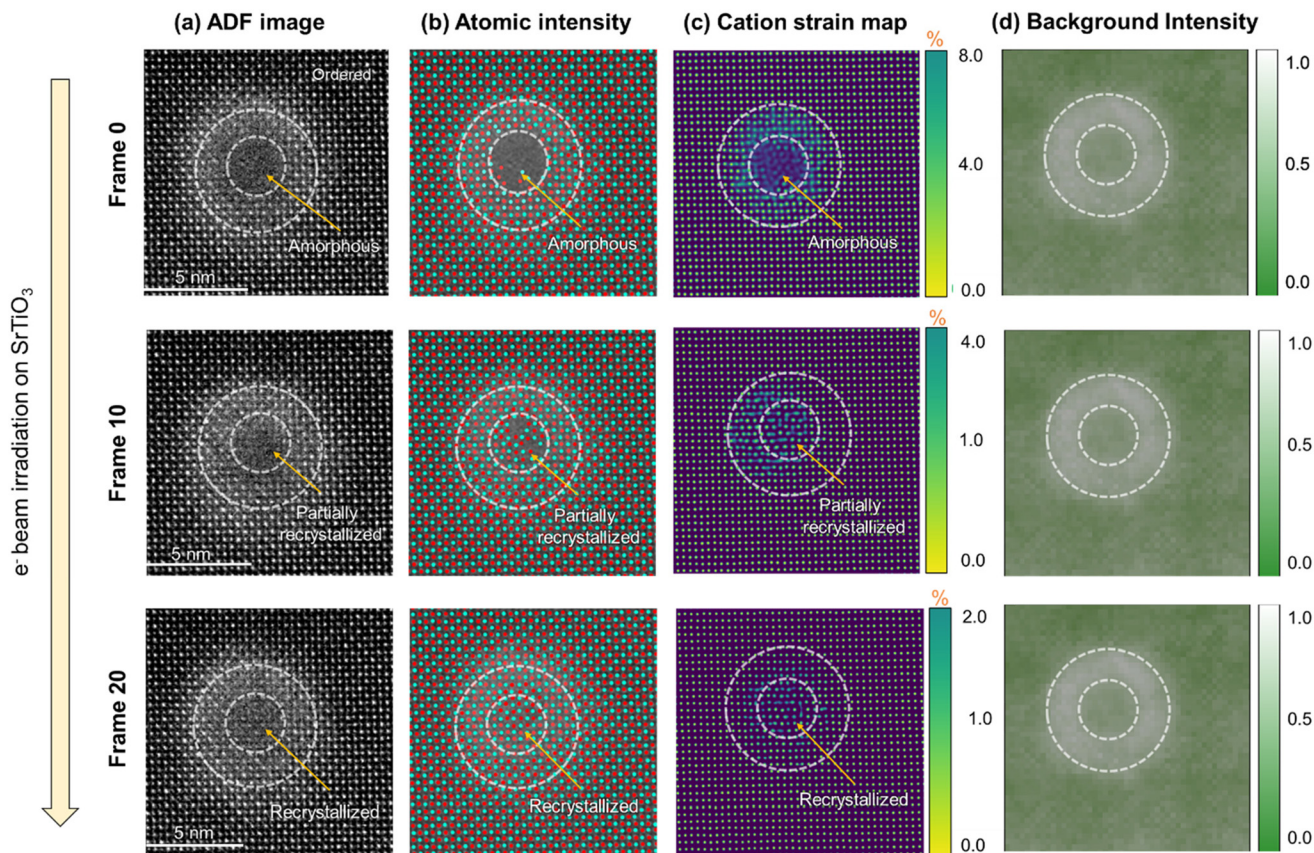 (a) ADF image
(b) Atomic intensity
(c) Cation strain map
(d) Background Intensity
e- beam irradiation on SrTiO3
Frame 0
Ordered
Amorphous
5 nm
Amorphous
Amorphous
%
8.0
4.0
0.0
1.0
0.5
0.0
Frame 10
Partially
recrystallized
5 nm
Partially
recrystallized
Partially
recrystallized
%
4.0
1.0
0.0
1.0
0.5
0.0
Frame 20
Recrystallized
5 nm
Recrystallized
Recrystallized
%
2.0
1.0
0.0
1.0
0.5
0.0